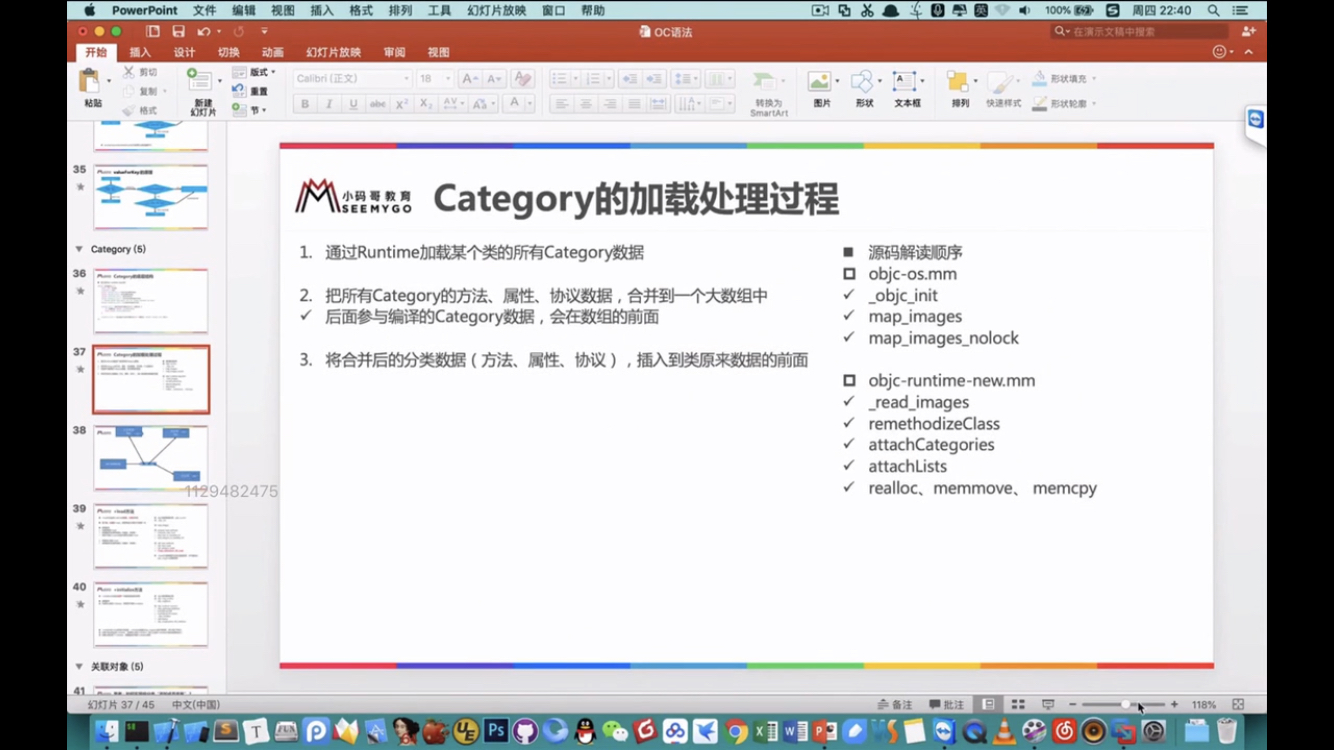 PowerPoint 文件 编辑 视图 插入 格式 排列 工具 幻灯片放映 窗口 帮助
100% 周四 22:40
OC语法
在演示文稿中搜索
开始 插入 设计 切换 动画 幻灯片放映 审阅 视图
粘贴 剪切 复制 格式
新建
幻灯片
版式 重置 节
Calibri (正文) 18
转换为
SmartArt
图片 形状 文本框 排列 快速样式 形状填充 形状轮廓
35
Category (5)
36
37
38
39
40
关联对象 (5)
41
小码哥教育
SEEMYGO
Category的加载处理过程
1. 通过Runtime加载某个类的所有Category数据
2. 把所有Category的方法、属性、协议数据，合并到一个大数组中
✓ 后面参与编译的Category数据，会在数组的前面
3. 将合并后的分类数据（方法、属性、协议），插入到类原来数据的前面
■ 源码解读顺序
objc-os.mm
✓ _objc_init
✓ map_images
✓ map_images_nolock
objc-runtime-new.mm
✓ _read_images
✓ remethodizeClass
✓ attachCategories
✓ attachLists
✓ realloc、memmove、 memcpy
1129482475
幻灯片 37 / 45 中文(中国)
备注 批注 118%